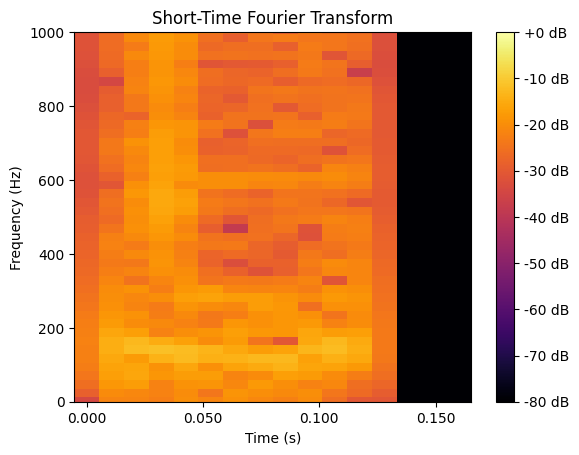 Short-Time Fourier Transform
1000
800
600
400
200
0
Frequency (Hz)
0.000
0.050
0.100
0.150
Time (s)
+0 dB
-10 dB
-20 dB
-30 dB
-40 dB
-50 dB
-60 dB
-70 dB
-80 dB